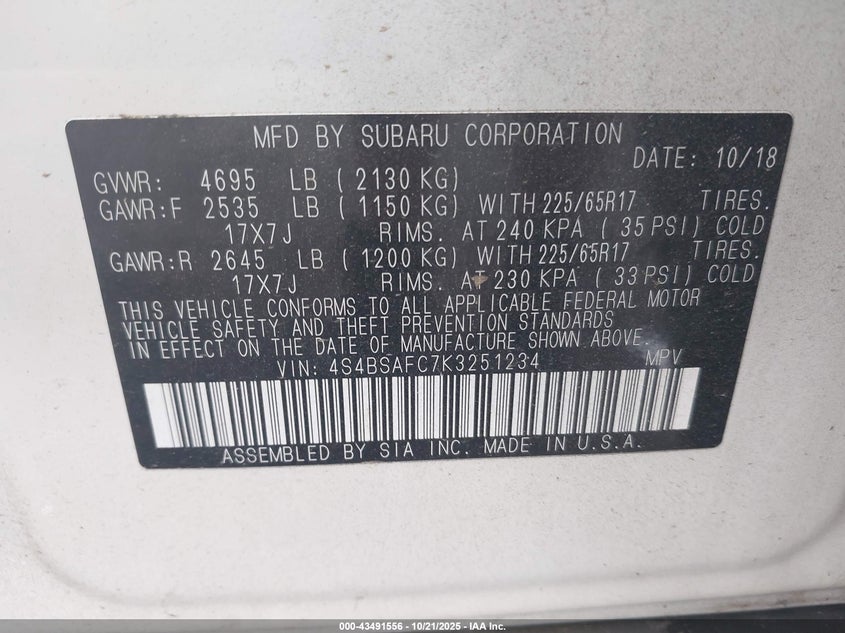 MFD BY SUBARU CORPORATION
DATE: 10/18
GVWR: 4695 LB ( 2130 KG)
GAWR:F 2535 LB ( 1150 KG) WITH 225/65R17 TIRES.
17X7J RIMS. AT 240 KPA ( 35 PSI) COLD
GAWR:R 2645 LB ( 1200 KG) WITH 225/65R17 TIRES.
17X7J RIMS. AT 230 KPA ( 33 PSI) COLD
THIS VEHICLE CONFORMS TO ALL APPLICABLE FEDERAL MOTOR
VEHICLE SAFETY AND THEFT PREVENTION STANDARDS
IN EFFECT ON THE DATE OF MANUFACTURE SHOWN ABOVE.
VIN: 4S4BSAFC7K3251234 MPV
ASSEMBLED BY SIA INC. MADE IN U.S.A.
000-43491556 - 10/21/2025 - IAA Inc.